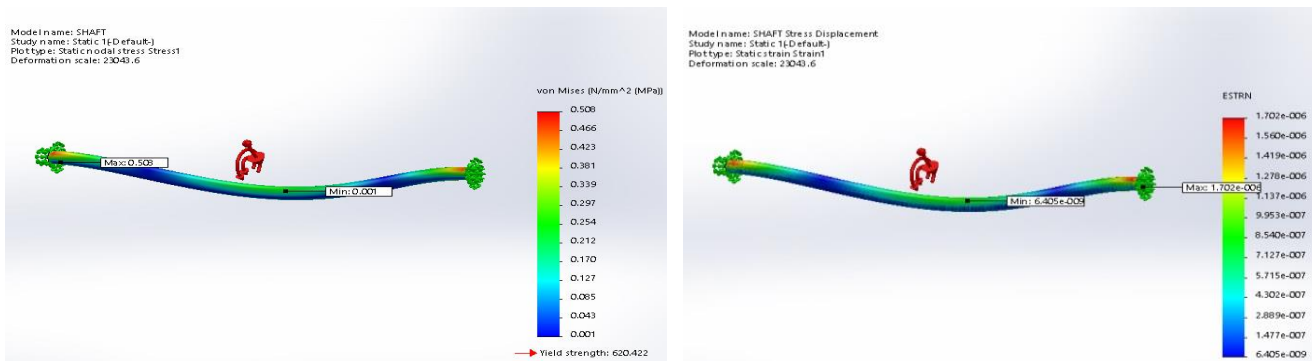 Model name: SHAFT
Study name: Static 1(-Default-)
Plot type: Static nodal stress Stress1
Deformation scale: 23043.6
von Mises (N/mm^2 (MPa))
0.508
0.466
0.423
0.381
0.339
0.297
0.254
0.212
0.170
0.127
0.085
0.043
0.001
Yield strength: 620.422
Max: 0.508
Min: 0.001
Model name: SHAFT Stress Displacement
Study name: Static 1(-Default-)
Plot type: Static strain Strain1
Deformation scale: 23043.6
ESTRN
1.702e-006
1.560e-006
1.419e-006
1.278e-006
1.137e-006
9.953e-007
8.540e-007
7.127e-007
5.715e-007
4.302e-007
2.889e-007
1.477e-007
6.405e-009
Max: 1.702e-006
Min: 6.405e-009